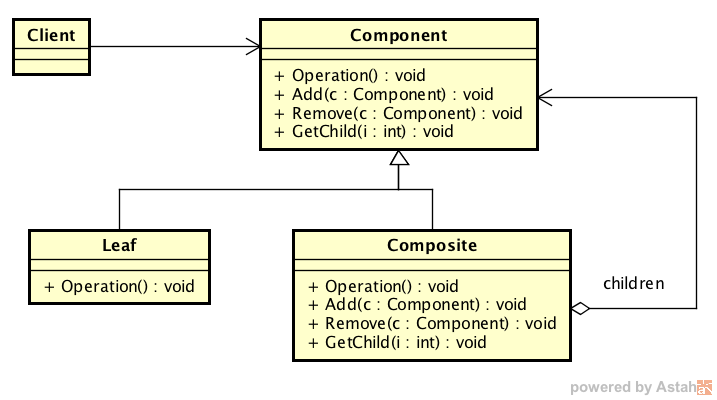 Client
Component
+ Operation() : void
+ Add(c : Component) : void
+ Remove(c : Component) : void
+ GetChild(i : int) : void
Leaf
+ Operation() : void
Composite
+ Operation() : void
+ Add(c : Component) : void
+ Remove(c : Component) : void
+ GetChild(i : int) : void
children
powered by Astah